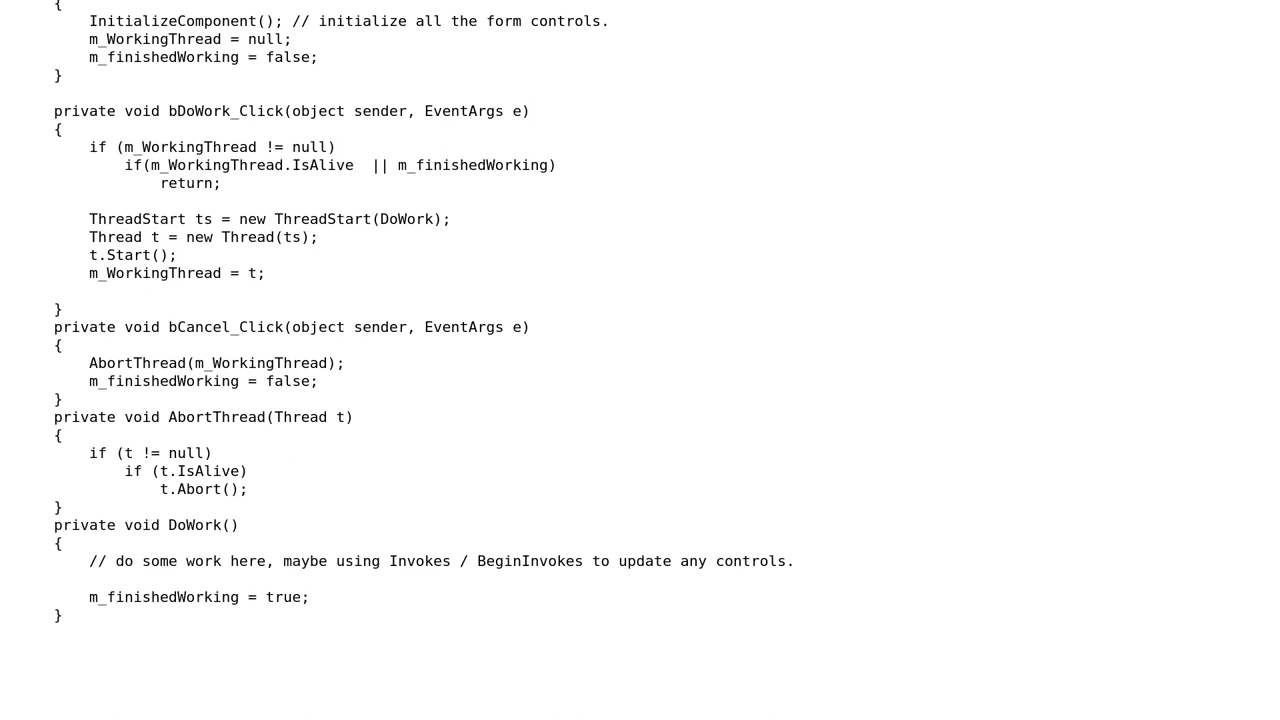 {
InitializeComponent(); // initialize all the form controls.
m_WorkingThread = null;
m_finishedWorking = false;
}
private void bDoWork_Click(object sender, EventArgs e)
{
if (m_WorkingThread != null)
if(m_WorkingThread.IsAlive  || m_finishedWorking)
return;
ThreadStart ts = new ThreadStart(DoWork);
Thread t = new Thread(ts);
t.Start();
m_WorkingThread = t;
}
private void bCancel_Click(object sender, EventArgs e)
{
AbortThread(m_WorkingThread);
m_finishedWorking = false;
}
private void AbortThread(Thread t)
{
if (t != null)
if (t.IsAlive)
t.Abort();
}
private void DoWork()
{
// do some work here, maybe using Invokes / BeginInvokes to update any controls.
m_finishedWorking = true;
}